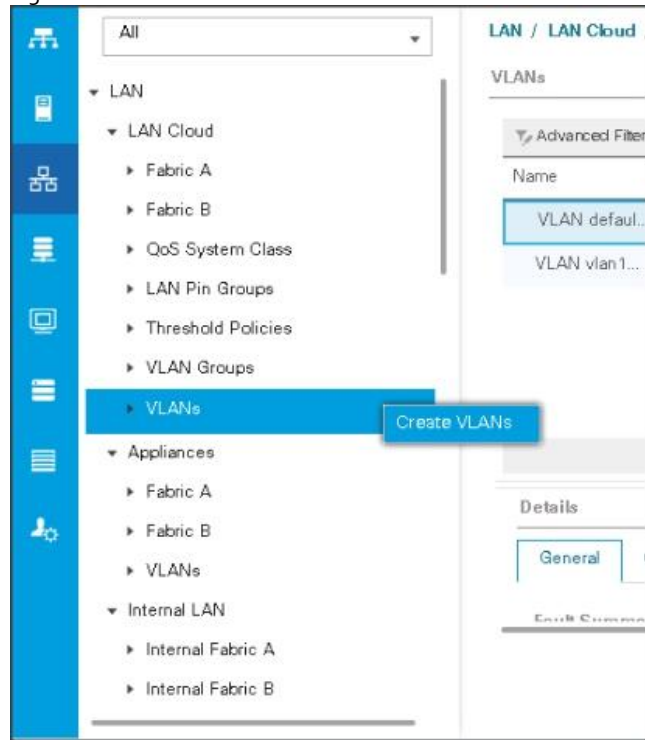 All
LAN
LAN Cloud
Fabric A
Fabric B
QoS System Class
LAN Pin Groups
Threshold Policies
VLAN Groups
VLANs
Create VLANs
Appliances
Fabric A
Fabric B
VLANs
Internal LAN
Internal Fabric A
Internal Fabric B
LAN / LAN Cloud
VLANs
Advanced Filter
Name
VLAN defaul...
VLAN vlan1...
Details
General
Fault Summa